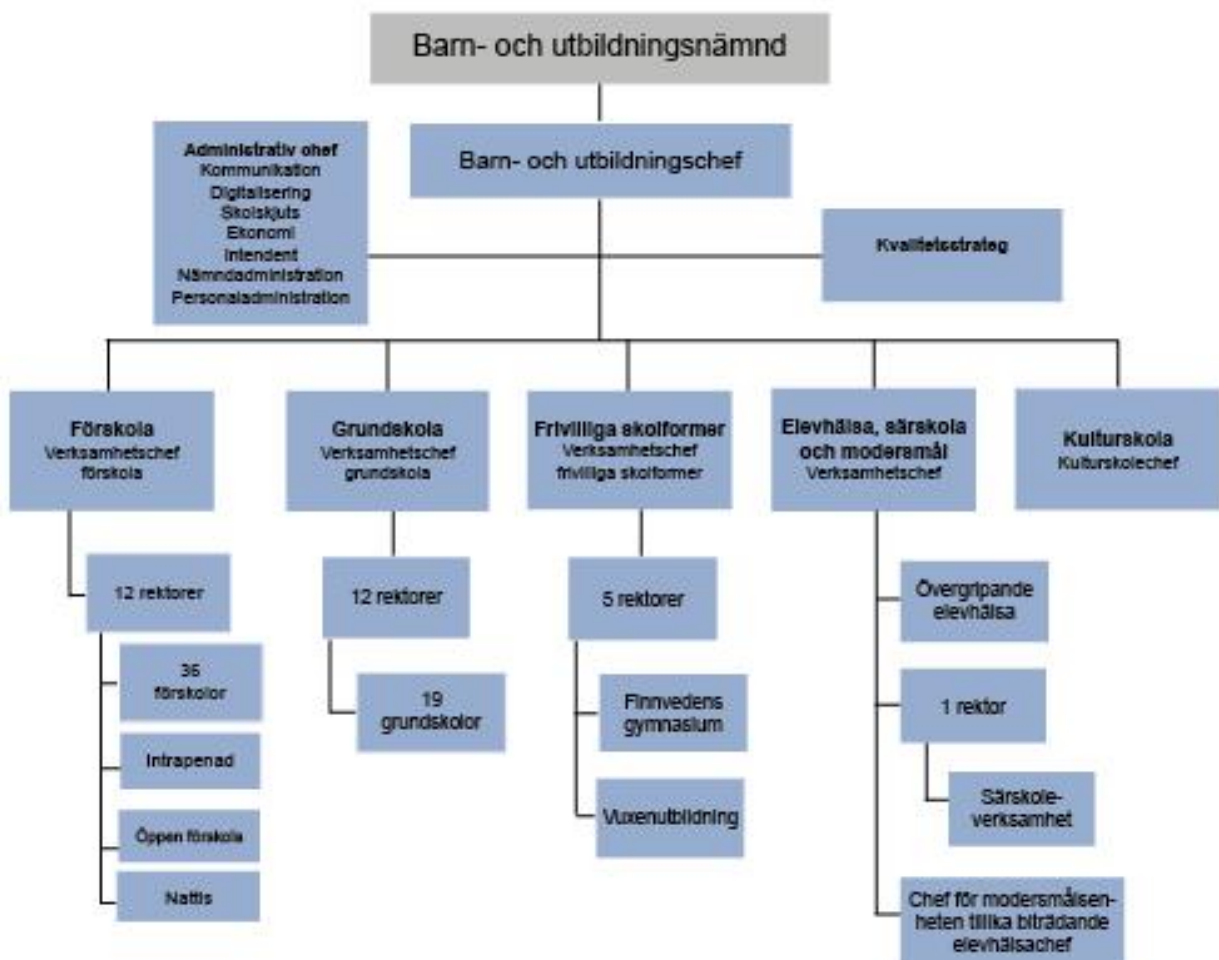 Barn- och utbildningsnämnd
Administrativ chef
Kommunikation
Digitalisering
Skolskjuts
Ekonomi
Intendent
Nämndadministration
Personaladministration
Barn- och utbildningschef
Kvalitetsstrateg
Förskola
Verksamhetschef
förskola
Grundskola
Verksamhetschef
grundskola
Frivilliga skolformer
Verksamhetschef
frivilliga skolformer
Elevhälsa, särskola
och modersmål
Verksamhetschef
Kulturskola
Kulturskolechef
12 rektorer
36
förskolor
Intrapenad
Öppen förskola
Nattis
12 rektorer
19
grundskolor
5 rektorer
Finnvedens
gymnasium
Vuxenutbildning
Övergripande
elevhälsa
1 rektor
Särskole-
verksamhet
Chef för modersmålsen-
heten tillika biträdande
elevhälsachef